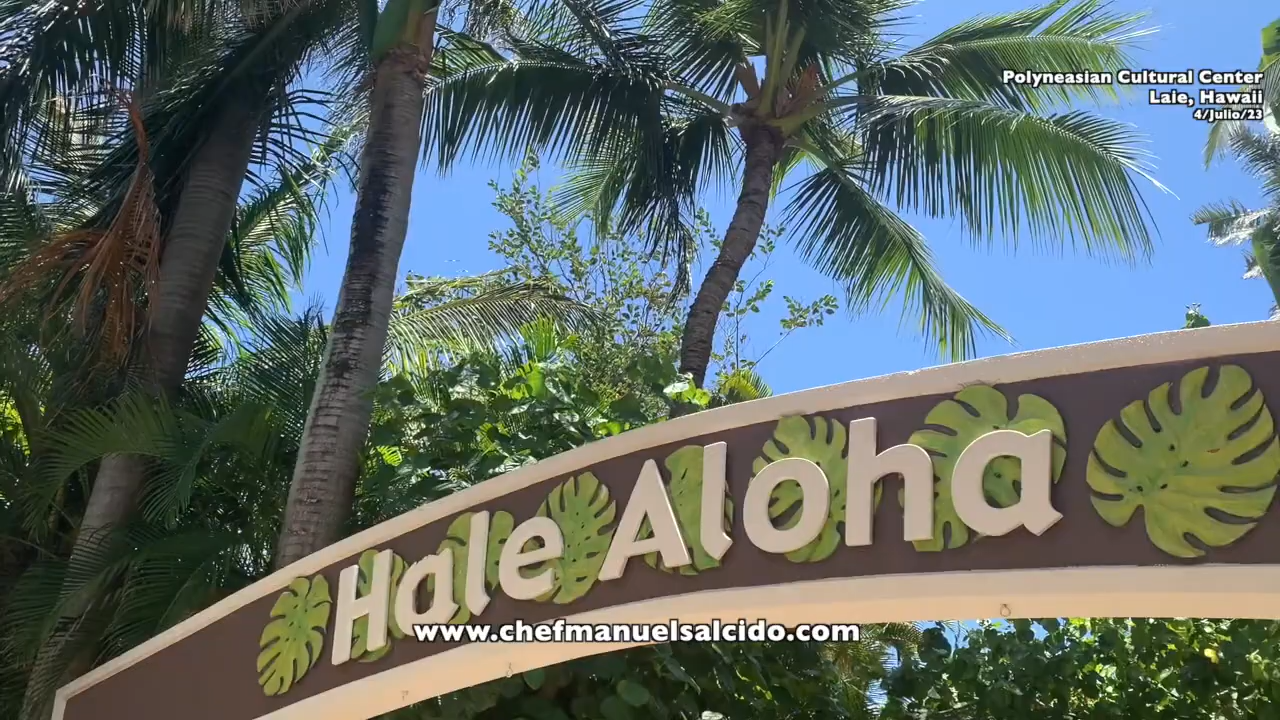 Polyneasian Cultural Center
Laie, Hawaii
4/Julio/23
Hale Aloha
www.chefmanuelsalcido.com